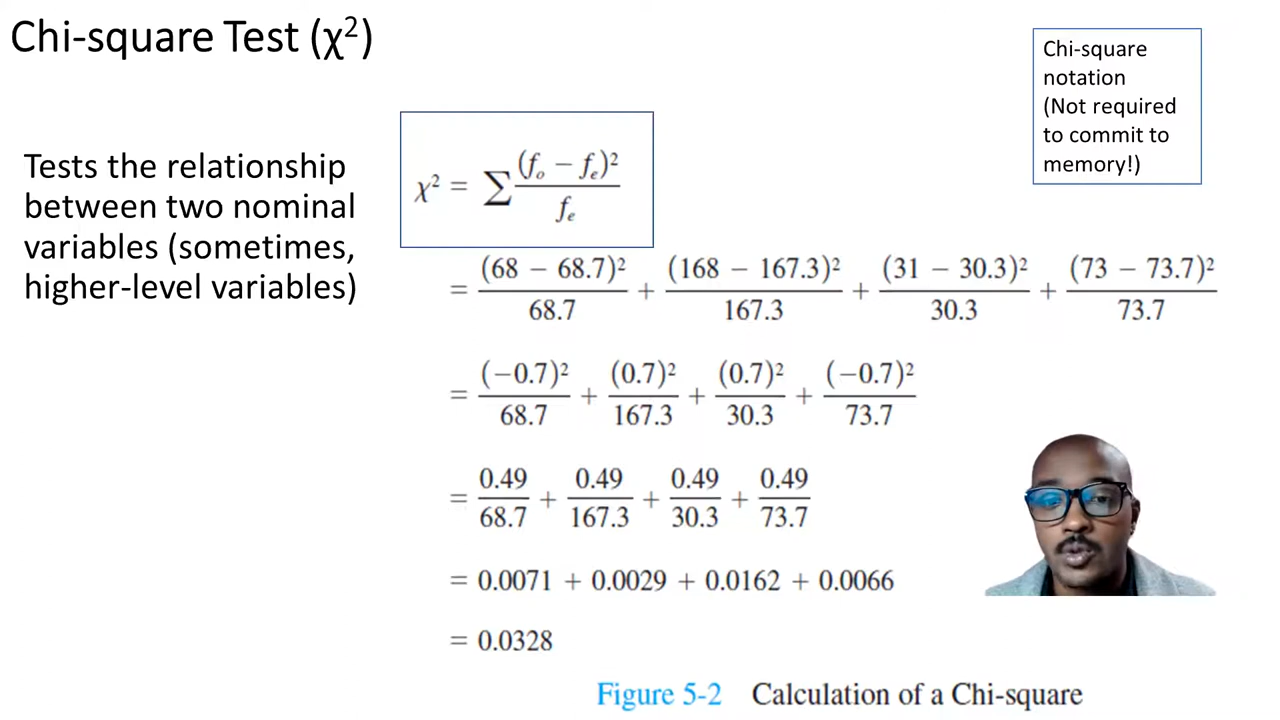 Chi-square Test (χ²)
Chi-square
notation
(Not required
to commit to
memory!)
Tests the relationship
between two nominal
variables (sometimes,
higher-level variables)
χ² = ∑ (fₒ − fₑ)² / fₑ
= (68 − 68.7)² / 68.7 + (168 − 167.3)² / 167.3 + (31 − 30.3)² / 30.3 + (73 − 73.7)² / 73.7
= (−0.7)² / 68.7 + (0.7)² / 167.3 + (0.7)² / 30.3 + (−0.7)² / 73.7
= 0.49 / 68.7 + 0.49 / 167.3 + 0.49 / 30.3 + 0.49 / 73.7
= 0.0071 + 0.0029 + 0.0162 + 0.0066
= 0.0328
Figure 5-2 Calculation of a Chi-square